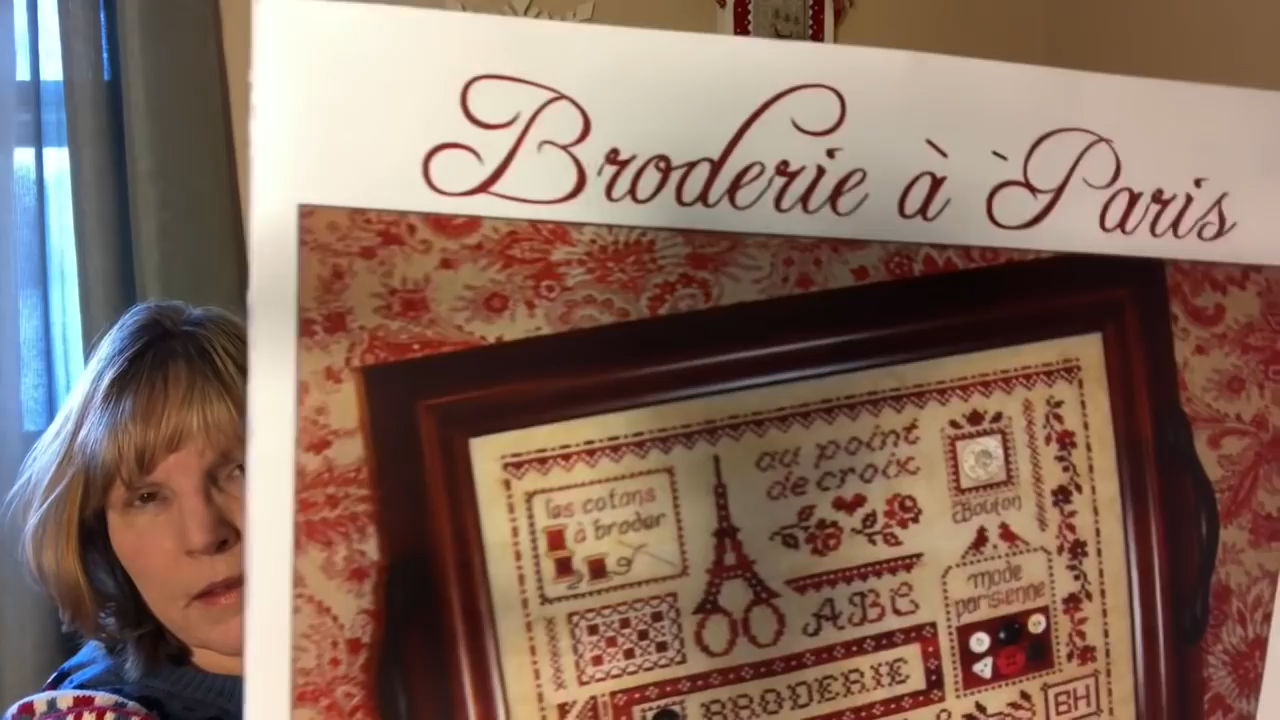 Broderie à Paris
au point
de croix
les cotons
à broder
Bouton
mode
parisienne
ABC
BRODERIE
BH